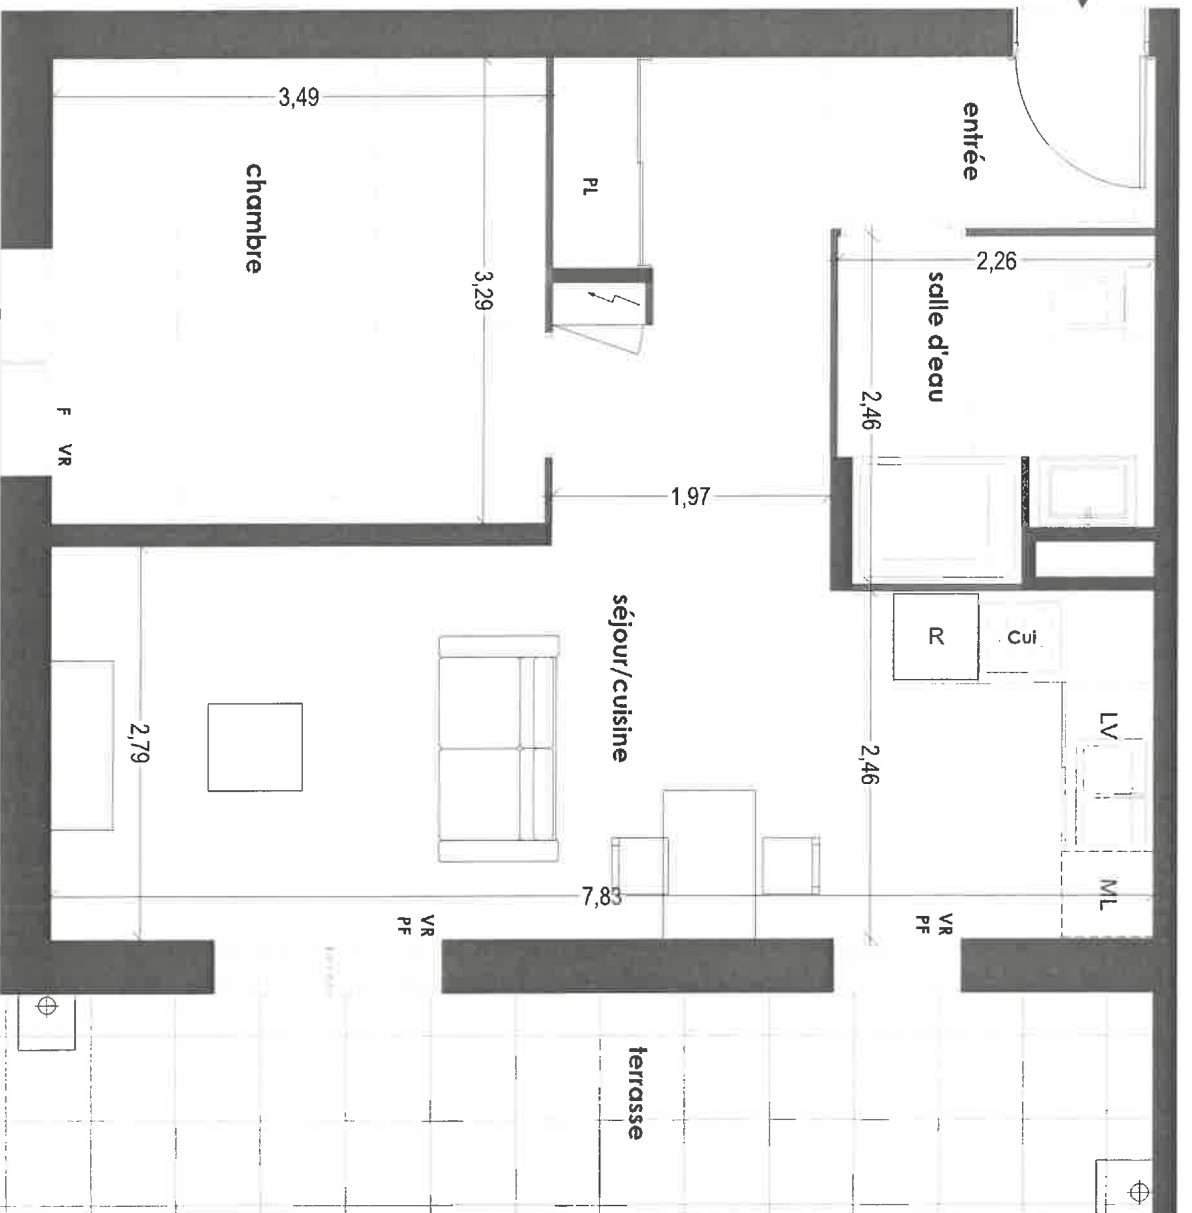 entrée
3,49
chambre
PL
2,26
salle d'eau
3,29
2,46
F VR
1,97
séjour/cuisine
R
Cui
LV
2,79
2,46
ML
7,83
VR
PF
VR
PF
terrasse